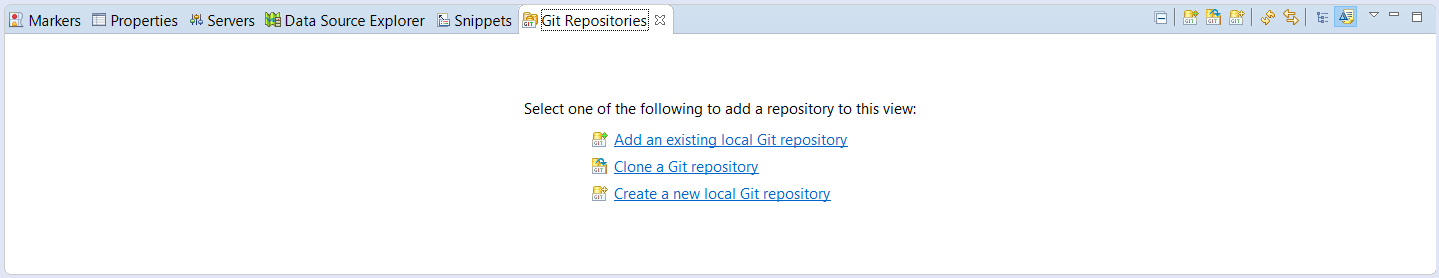 Markers Properties Servers Data Source Explorer Snippets Git Repositories
Select one of the following to add a repository to this view:
Add an existing local Git repository
Clone a Git repository
Create a new local Git repository